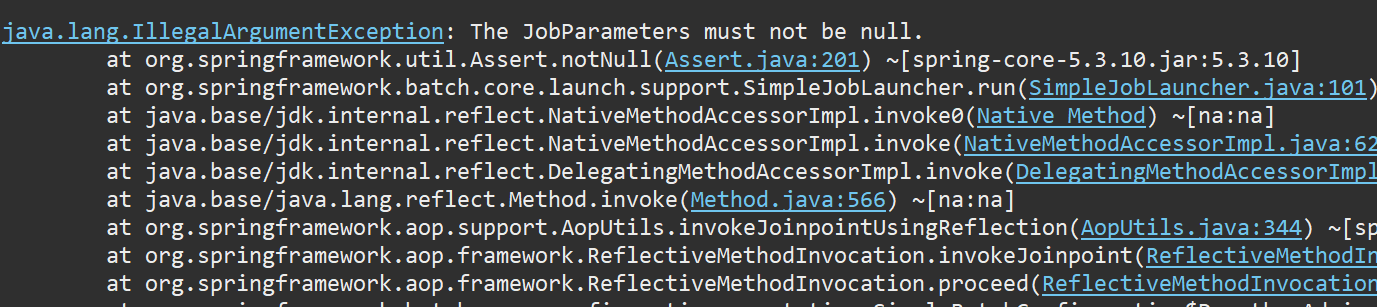 java.lang.IllegalArgumentException: The JobParameters must not be null.
at org.springframework.util.Assert.notNull(Assert.java:201) ~[spring-core-5.3.10.jar:5.3.10]
at org.springframework.batch.core.launch.support.SimpleJobLauncher.run(SimpleJobLauncher.java:101)
at java.base/jdk.internal.reflect.NativeMethodAccessorImpl.invoke0(Native Method) ~[na:na]
at java.base/jdk.internal.reflect.NativeMethodAccessorImpl.invoke(NativeMethodAccessorImpl.java:62
at java.base/jdk.internal.reflect.DelegatingMethodAccessorImpl.invoke(DelegatingMethodAccessorImpl
at java.base/java.lang.reflect.Method.invoke(Method.java:566) ~[na:na]
at org.springframework.aop.support.AopUtils.invokeJoinpointUsingReflection(AopUtils.java:344) ~[sp
at org.springframework.aop.framework.ReflectiveMethodInvocation.invokeJoinpoint(ReflectiveMethodIn
at org.springframework.aop.framework.ReflectiveMethodInvocation.proceed(ReflectiveMethodInvocation